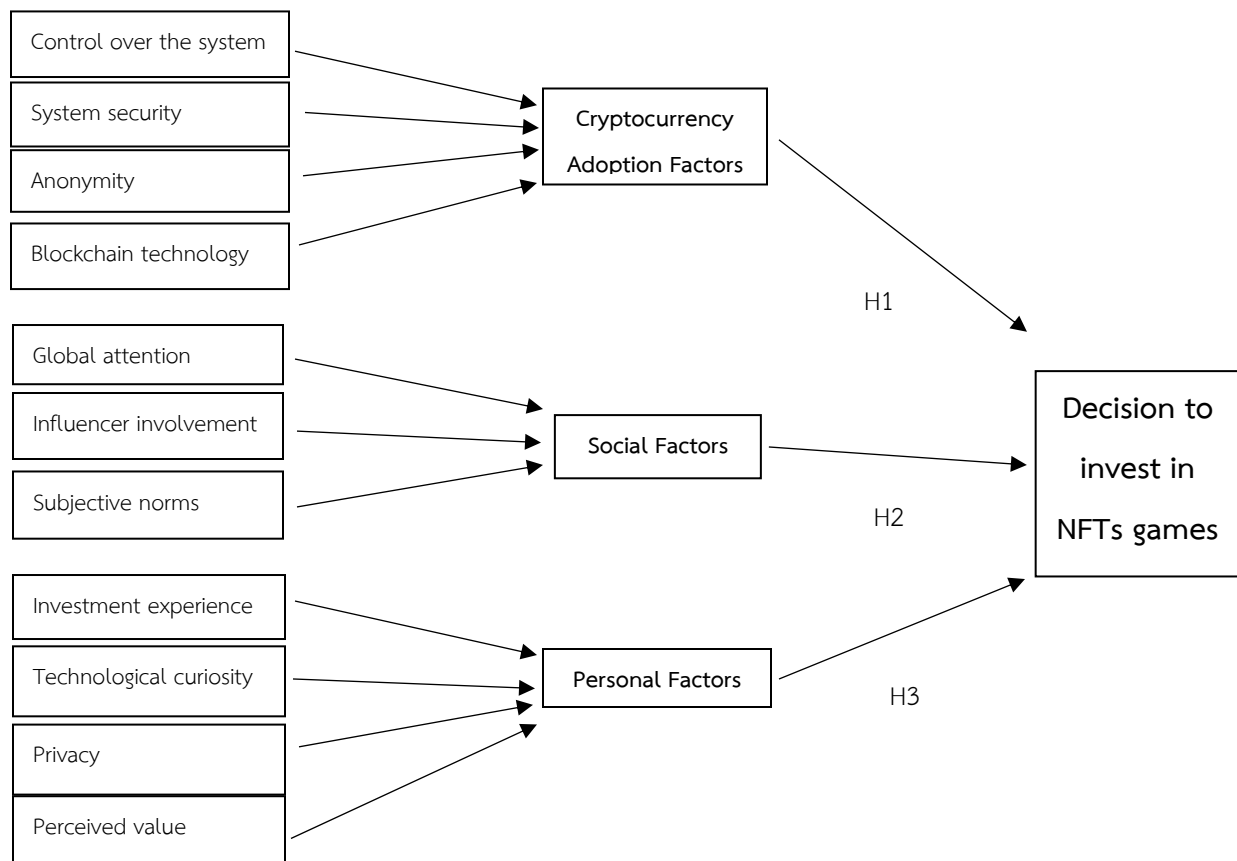 Control over the system
System security
Anonymity
Blockchain technology
Cryptocurrency
Adoption Factors
H1
Global attention
Influencer involvement
Subjective norms
Social Factors
H2
Decision to
invest in
NFTs games
Investment experience
Technological curiosity
Privacy
Perceived value
Personal Factors
H3